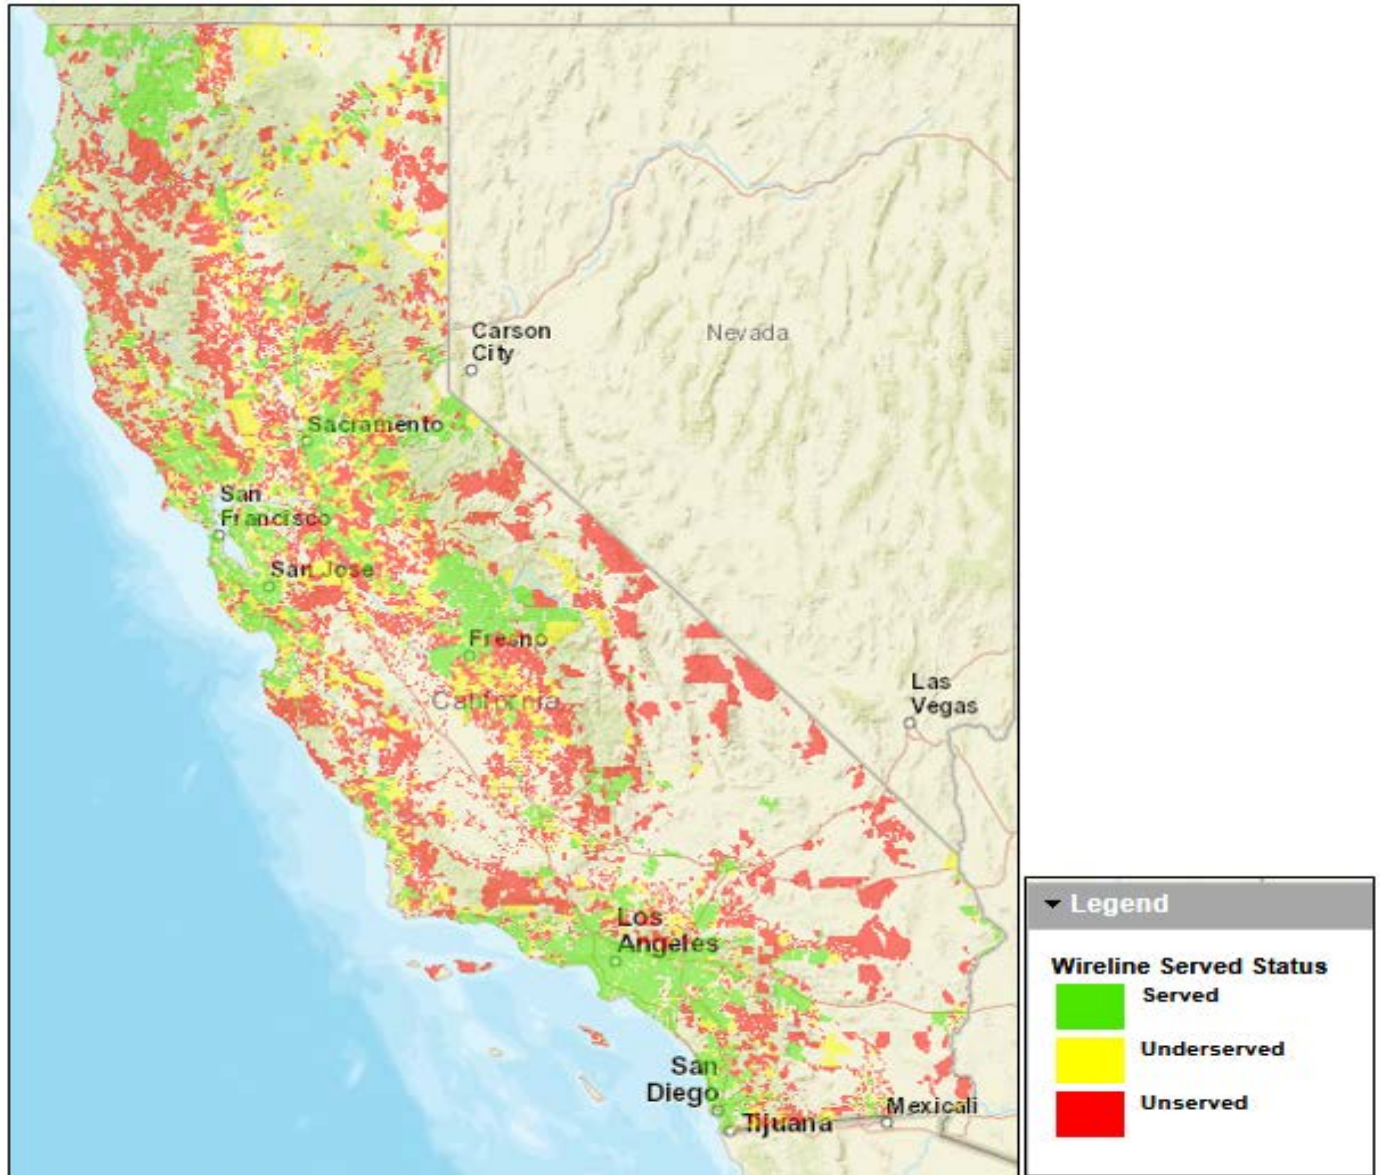 Carson
City
Nevada
Sacramento
San
Francisco
San Jose
Fresno
California
Las
Vegas
Los
Angeles
San
Diego
Tijuana
Mexicali
Legend
Wireline Served Status
Served
Underserved
Unserved